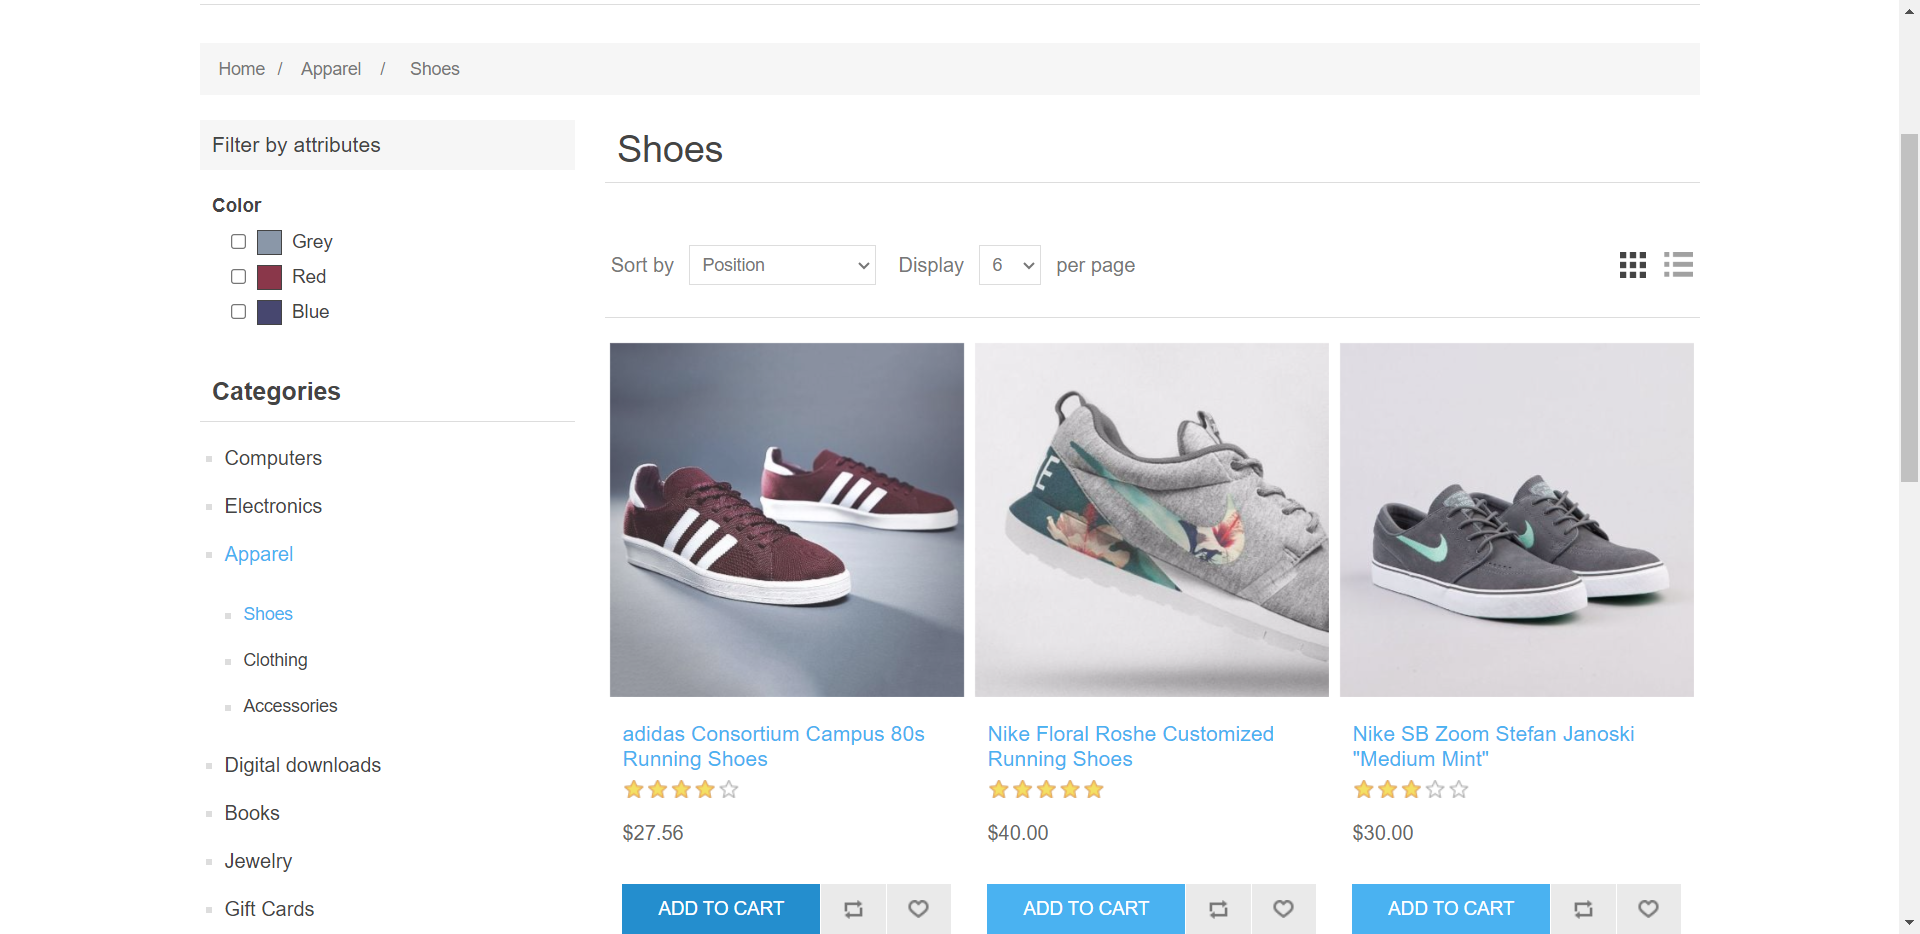 Home / Apparel / Shoes
Filter by attributes
Color
Grey
Red
Blue
Categories
Computers
Electronics
Apparel
Shoes
Clothing
Accessories
Digital downloads
Books
Jewelry
Gift Cards
Shoes
Sort by Position Display 6 per page
E
adidas Consortium Campus 80s
Running Shoes
$27.56
ADD TO CART
Nike Floral Roshe Customized
Running Shoes
$40.00
ADD TO CART
Nike SB Zoom Stefan Janoski
"Medium Mint"
$30.00
ADD TO CART